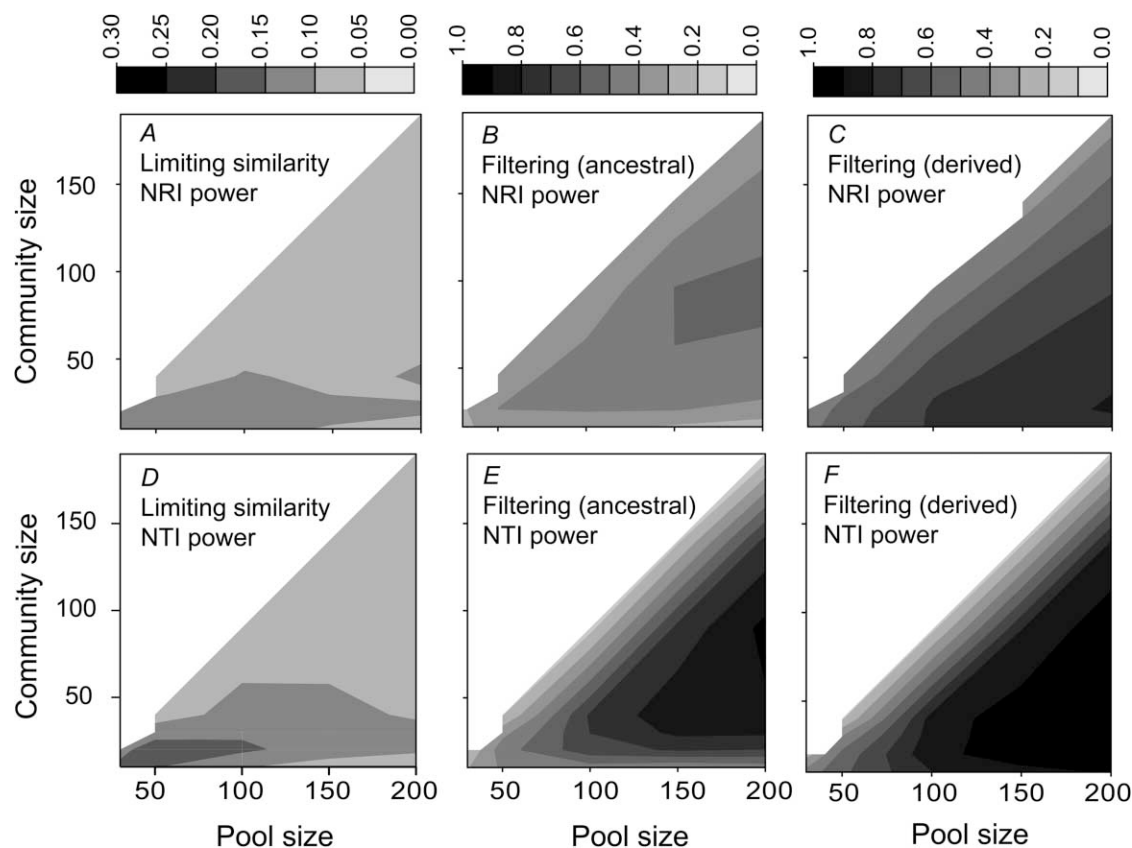 0.30 0.25 0.20 0.15 0.10 0.05 0.00
1.0 0.8 0.6 0.4 0.2 0.0
1.0 0.8 0.6 0.4 0.2 0.0
A
Limiting similarity
NRI power
B
Filtering (ancestral)
NRI power
C
Filtering (derived)
NRI power
Community size
150
100
50
D
Limiting similarity
NTI power
E
Filtering (ancestral)
NTI power
F
Filtering (derived)
NTI power
Community size
150
100
50
50 100 150 200
50 100 150 200
50 100 150 200
Pool size
Pool size
Pool size